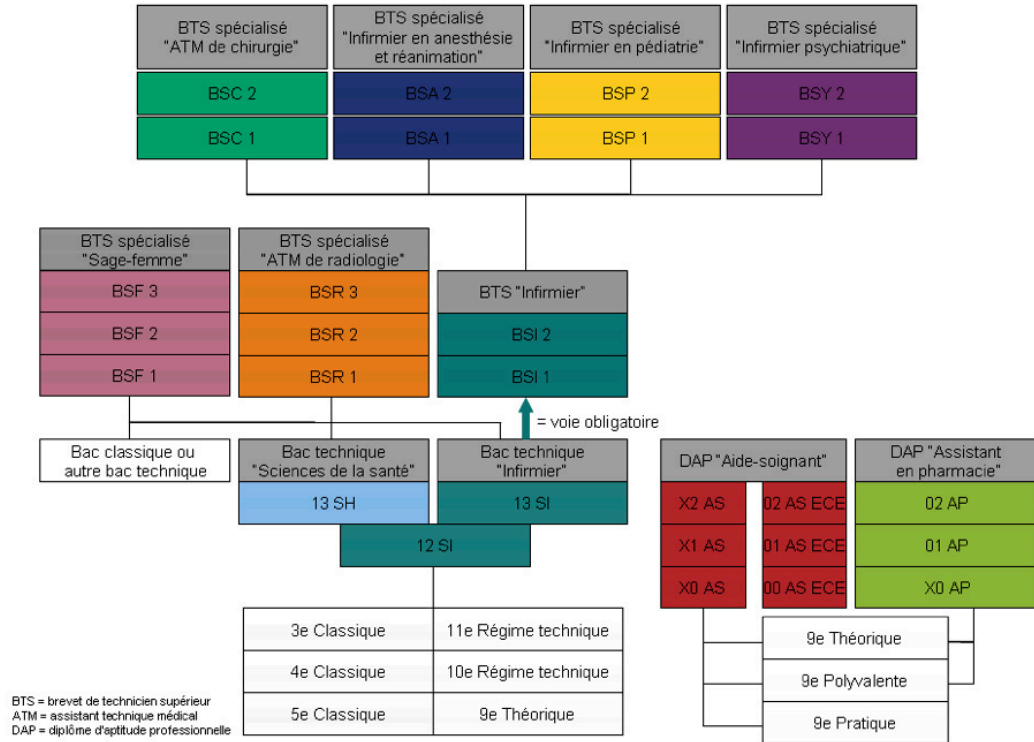 BTS spécialisé
"ATM de chirurgie"
BTS spécialisé
"Infirmier en anesthésie
et réanimation"
BTS spécialisé
"Infirmier en pédiatrie"
BTS spécialisé
"Infirmier psychiatrique"
BSC 2
BSA 2
BSP 2
BSY 2
BSC 1
BSA 1
BSP 1
BSY 1
BTS spécialisé
"Sage-femme"
BTS spécialisé
"ATM de radiologie"
BTS "Infirmier"
BSF 3
BSR 3
BSF 2
BSR 2
BSI 2
BSF 1
BSR 1
BSI 1
= voie obligatoire
Bac classique ou
autre bac technique
Bac technique
"Sciences de la santé"
Bac technique
"Infirmier"
DAP "Aide-soignant"
DAP "Assistant
en pharmacie"
13 SH
13 SI
X2 AS
02 AS ECE
02 AP
12 SI
X1 AS
01 AS ECE
01 AP
X0 AS
00 AS ECE
X0 AP
3e Classique
11e Régime technique
4e Classique
10e Régime technique
5e Classique
9e Théorique
9e Théorique
9e Polyvalente
9e Pratique
BTS = brevet de technicien supérieur
ATM = assistant technique médical
DAP = diplôme d'aptitude professionnelle